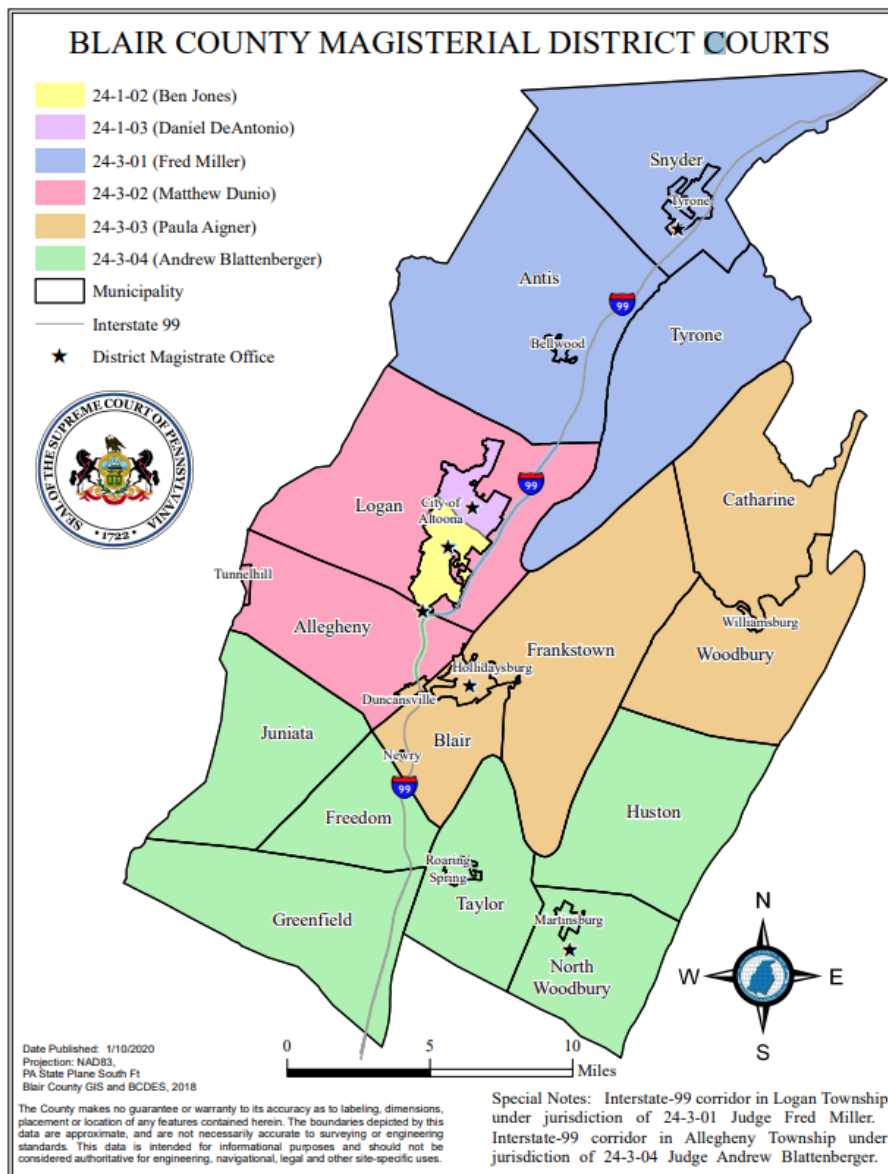 BLAIR COUNTY MAGISTERIAL DISTRICT COURTS
24-1-02 (Ben Jones)
24-1-03 (Daniel DeAntonio)
24-3-01 (Fred Miller)
24-3-02 (Matthew Dunio)
24-3-03 (Paula Aigner)
24-3-04 (Andrew Blattenberger)
Municipality
Interstate 99
District Magistrate Office
SEAL OF THE SUPREME COURT OF PENNSYLVANIA
· 1722 ·
Snyder
Tyrone
Antis
99
Tyrone
Bellwood
99
Logan
City of
Altoona
Catharine
Tunnelhill
Allegheny
Williamsburg
Frankstown
Woodbury
Hollidaysburg
Duncansville
Juniata
Blair
Newry
99
Freedom
Huston
Roaring
Spring
Taylor
Greenfield
Martinsburg
North
Woodbury
N
W
E
S
0
5
10
Miles
Date Published: 1/10/2020
Projection: NAD83,
PA State Plane South Ft
Blair County GIS and BCDES, 2018
The County makes no guarantee or warranty to its accuracy as to labeling, dimensions,
placement or location of any features contained herein. The boundaries depicted by this
data are approximate, and are not necessarily accurate to surveying or engineering
standards. This data is intended for informational purposes and should not be
considered authoritative for engineering, navigational, legal and other site-specific uses.
Special Notes: Interstate-99 corridor in Logan Township
under jurisdiction of 24-3-01 Judge Fred Miller.
Interstate-99 corridor in Allegheny Township under
jurisdiction of 24-3-04 Judge Andrew Blattenberger.